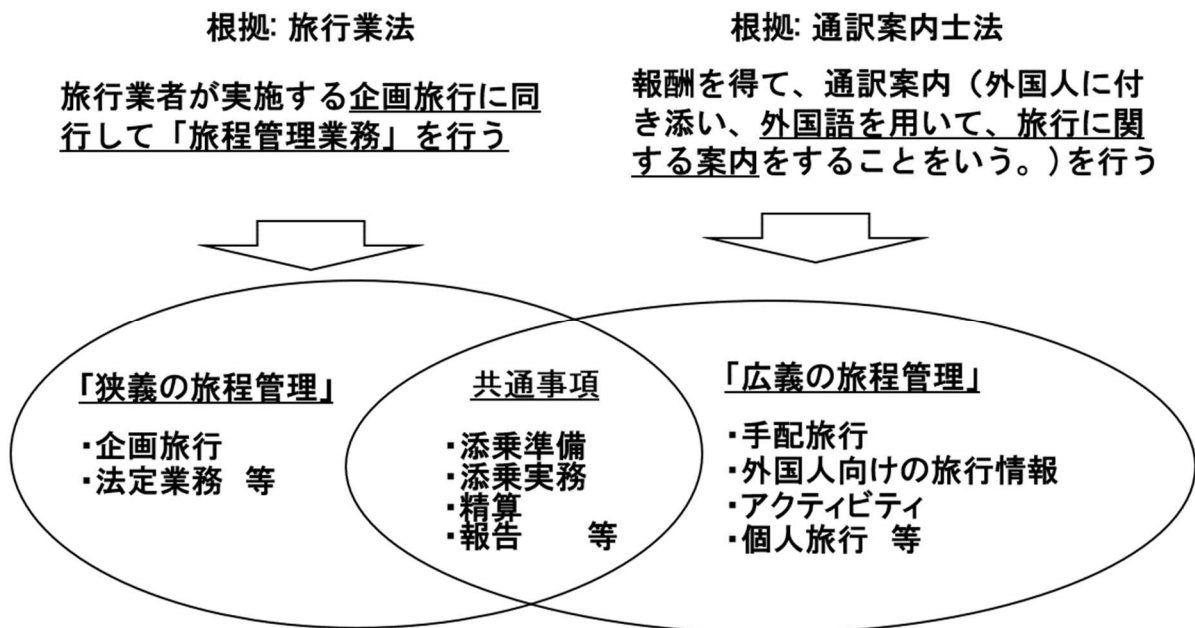 根拠: 旅行業法
旅行業者が実施する企画旅行に同
行して「旅程管理業務」を行う
根拠: 通訳案内士法
報酬を得て、通訳案内（外国人に付
き添い、外国語を用いて、旅行に関
する案内をすることをいう。）を行う
「狭義の旅程管理」
・企画旅行
・法定業務 等
共通事項
・添乗準備
・添乗実務
・精算
・報告 等
「広義の旅程管理」
・手配旅行
・外国人向けの旅行情報
・アクティビティ
・個人旅行 等